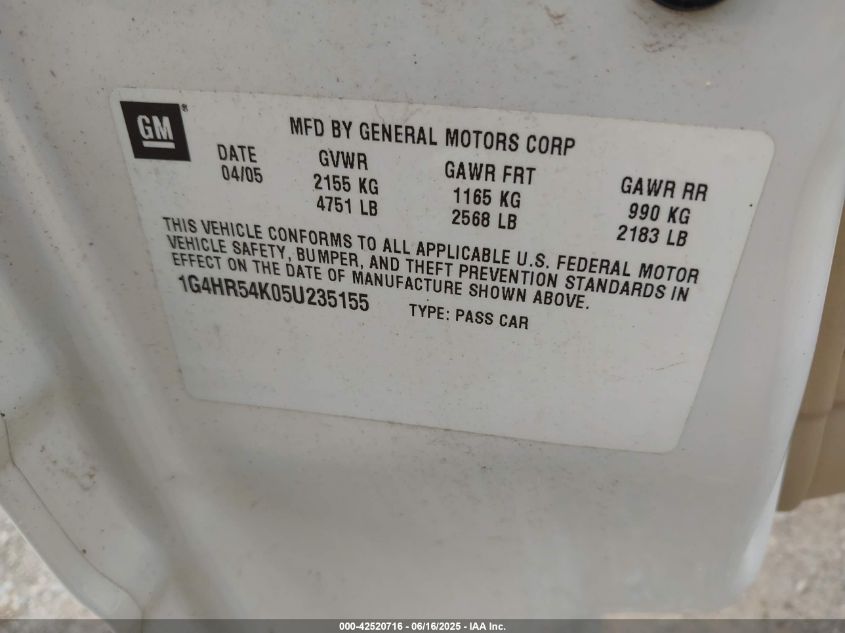 GM®
MFD BY GENERAL MOTORS CORP
DATE GVWR GAWR FRT GAWR RR
04/05 2155 KG 1165 KG 990 KG
4751 LB 2568 LB 2183 LB
THIS VEHICLE CONFORMS TO ALL APPLICABLE U.S. FEDERAL MOTOR
VEHICLE SAFETY, BUMPER, AND THEFT PREVENTION STANDARDS IN
EFFECT ON THE DATE OF MANUFACTURE SHOWN ABOVE.
1G4HR54K05U235155 TYPE: PASS CAR
000-42520716 - 06/16/2025 - IAA Inc.